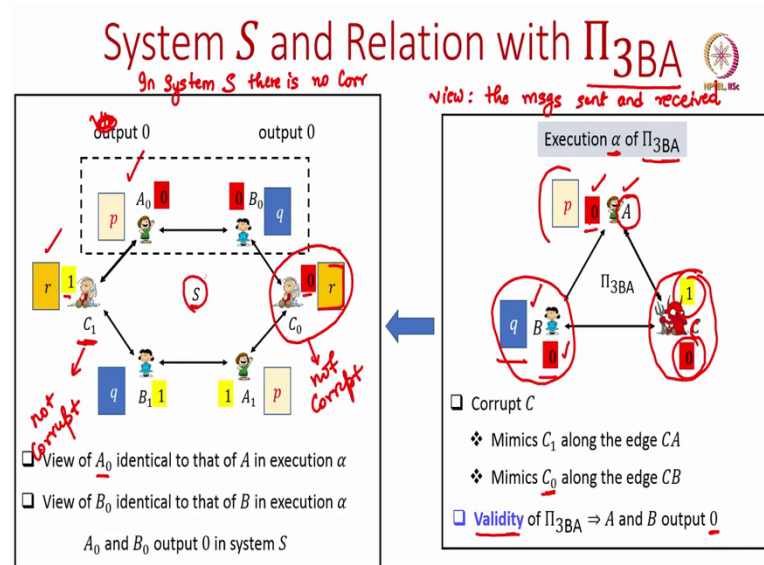 System S and Relation with Π3BA
In System S there is no Corr
view: the msgs sent and received
NPTEL, IISc
output 0
output 0
p
A0
0
0
B0
q
r
1
C1
S
0
r
C0
q
B1
1
1
A1
p
not corrupt
not corrupt
❑ View of A0 identical to that of A in execution α
❑ View of B0 identical to that of B in execution α
A0 and B0 output 0 in system S
Execution α of Π3BA
p
0
A
Π3BA
q
B
0
1
C
0
❑ Corrupt C
❖ Mimics C1 along the edge CA
❖ Mimics C0 along the edge CB
❑ Validity of Π3BA ⇒ A and B output 0